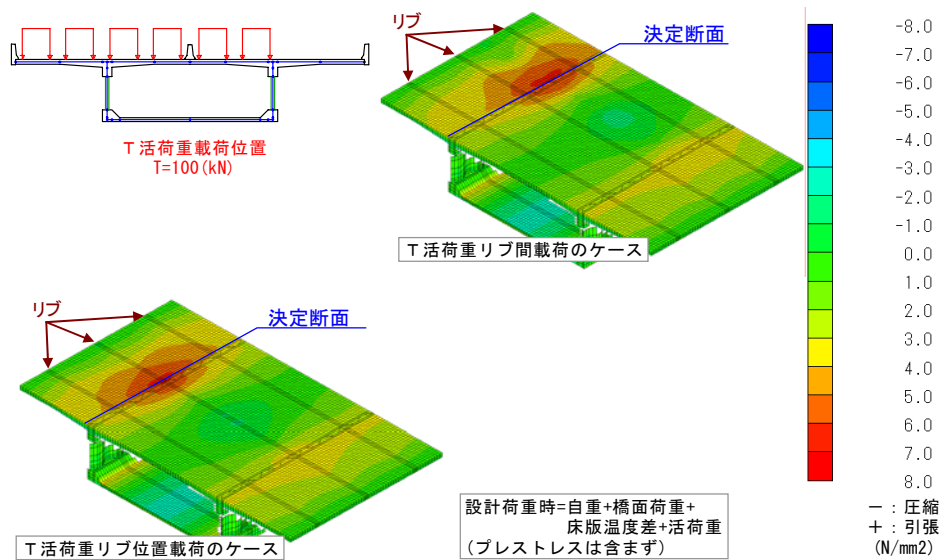 T活荷重載荷位置
T=100(kN)
リブ
決定断面
T活荷重リブ間載荷のケース
リブ
決定断面
T活荷重リブ位置載荷のケース
設計荷重時=自重+橋面荷重+
床版温度差+活荷重
(プレストレスは含まず)
-8.0
-7.0
-6.0
-5.0
-4.0
-3.0
-2.0
-1.0
0.0
1.0
2.0
3.0
4.0
5.0
6.0
7.0
8.0
－：圧縮
＋：引張
(N/mm2)